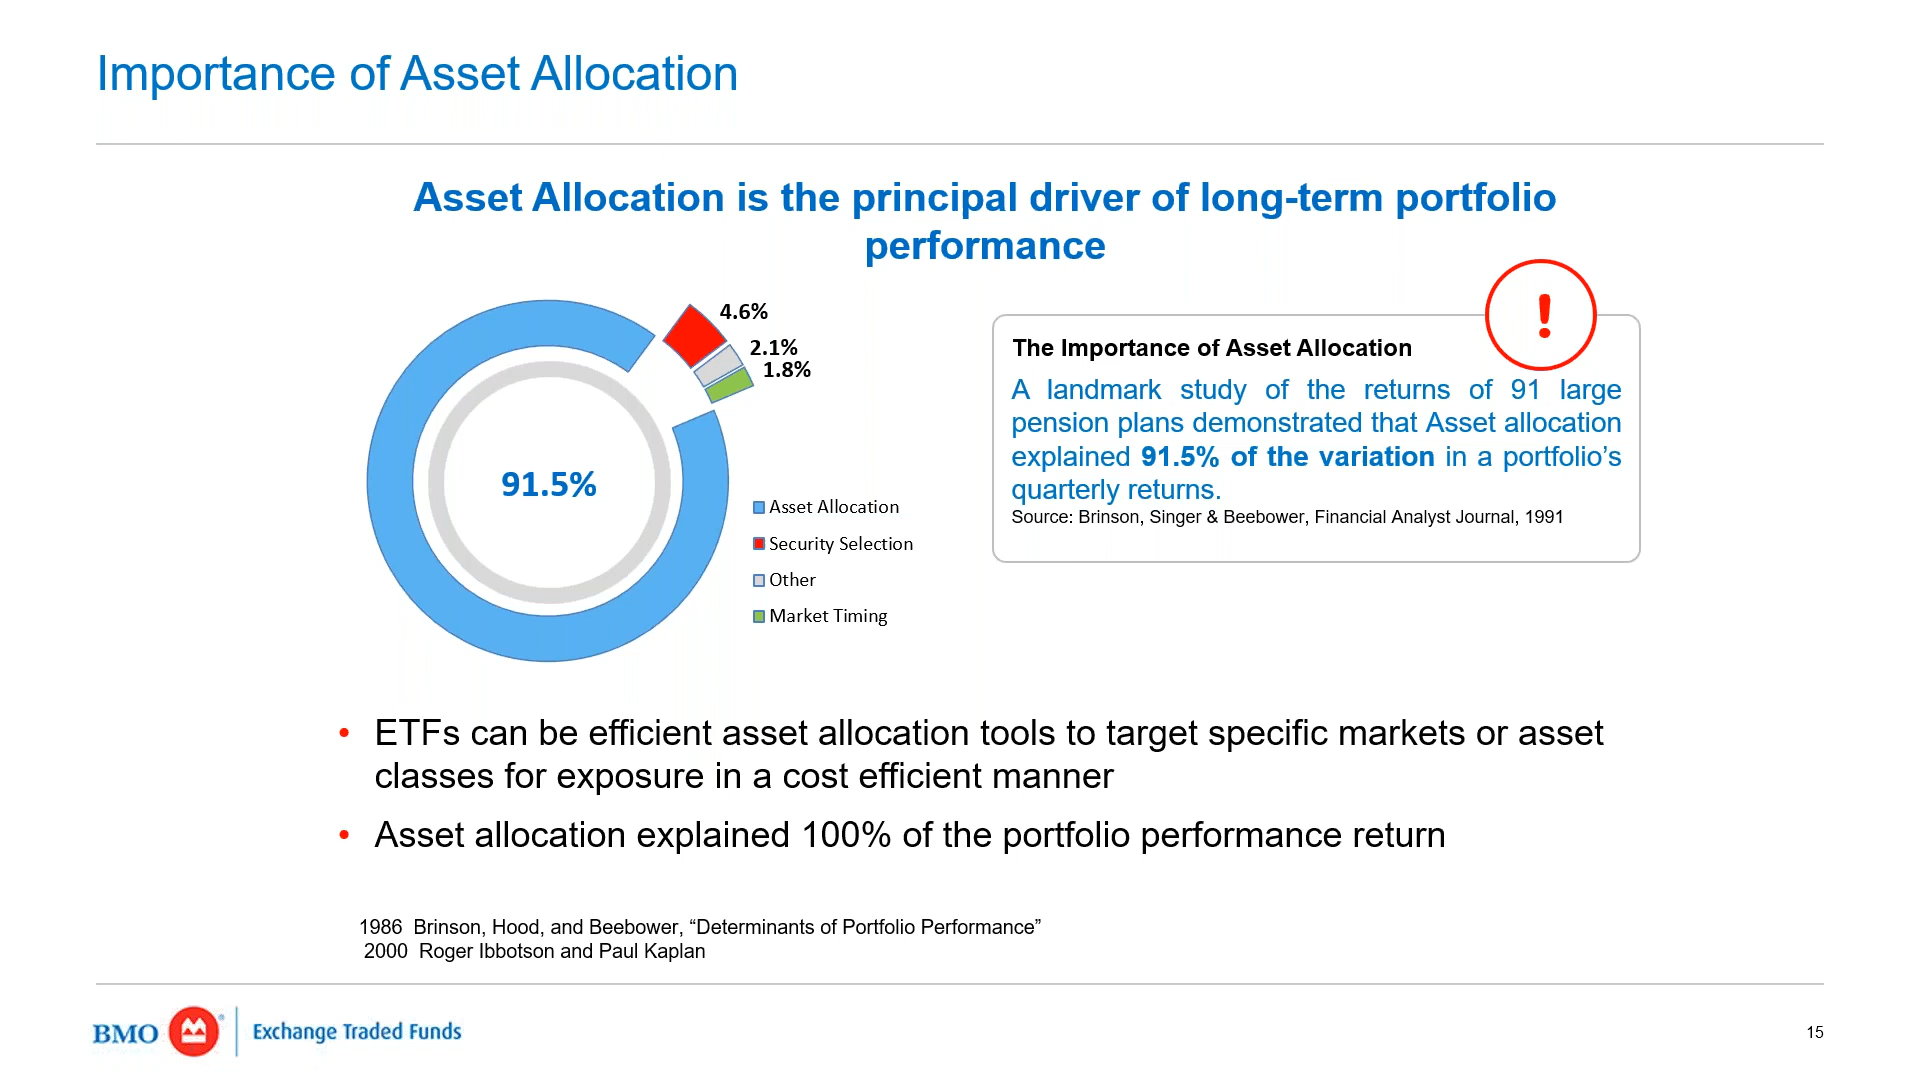 Importance of Asset Allocation
Asset Allocation is the principal driver of long-term portfolio
performance
4.6%
2.1%
1.8%
91.5%
Asset Allocation
Security Selection
Other
Market Timing
!
The Importance of Asset Allocation
A landmark study of the returns of 91 large
pension plans demonstrated that Asset allocation
explained 91.5% of the variation in a portfolio’s
quarterly returns.
Source: Brinson, Singer & Beebower, Financial Analyst Journal, 1991
• ETFs can be efficient asset allocation tools to target specific markets or asset
classes for exposure in a cost efficient manner
• Asset allocation explained 100% of the portfolio performance return
1986 Brinson, Hood, and Beebower, “Determinants of Portfolio Performance”
2000 Roger Ibbotson and Paul Kaplan
BMO Exchange Traded Funds
15